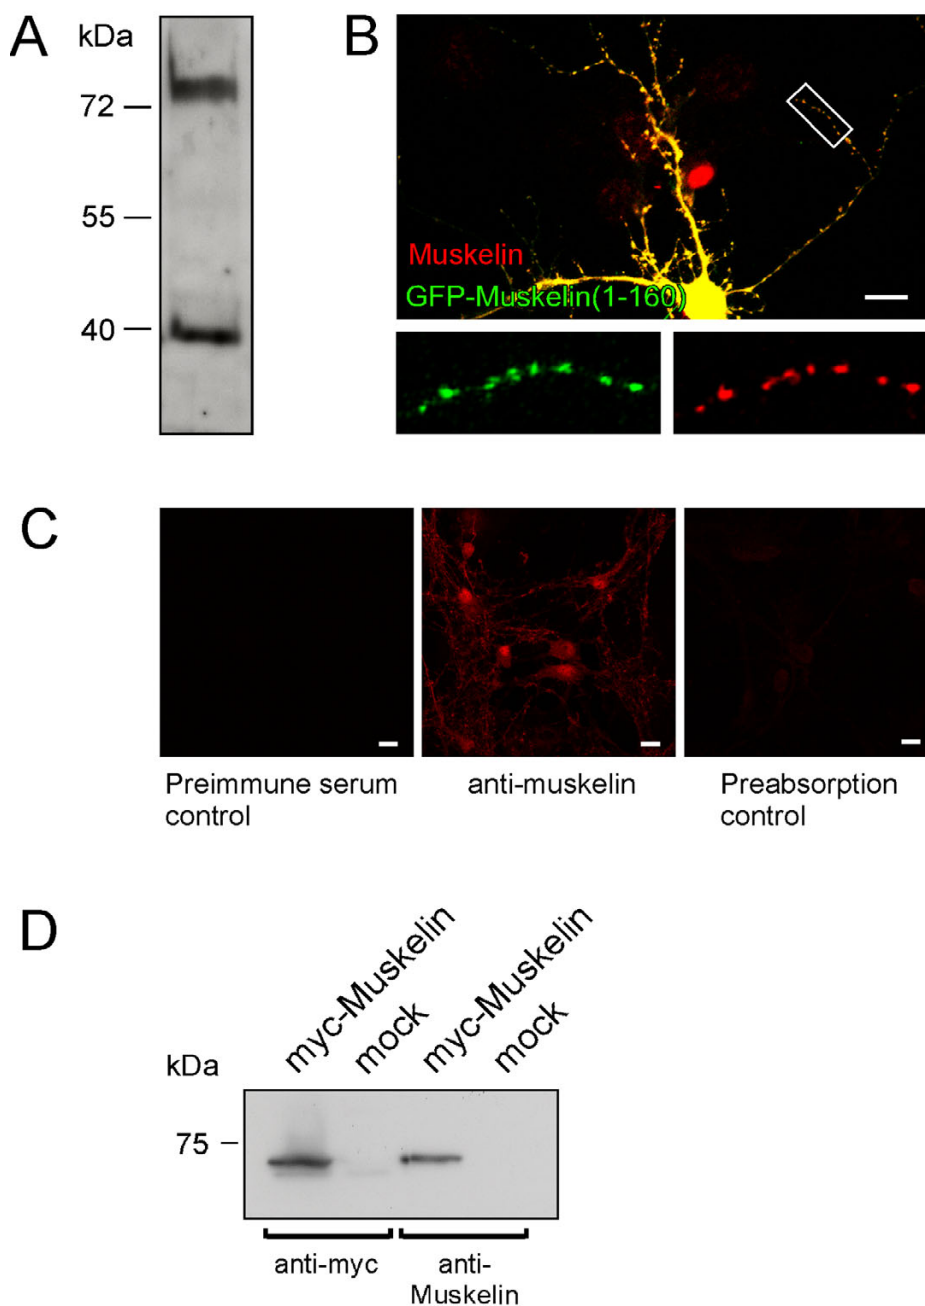 A
kDa
72
55
40
B
Muskelin
GFP-Muskelin(1-160)
C
Preimmune serum
control
anti-muskelin
Preabsorption
control
D
myc-Muskelin
mock
myc-Muskelin
mock
kDa
75
anti-myc
anti-
Muskelin